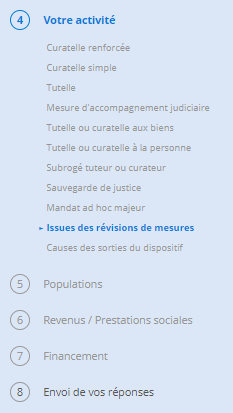 4 Votre activité
Curatelle renforcée
Curatelle simple
Tutelle
Mesure d'accompagnement judiciaire
Tutelle ou curatelle aux biens
Tutelle ou curatelle à la personne
Subrogé tuteur ou curateur
Sauvegarde de justice
Mandat ad hoc majeur
Issues des révisions de mesures
Causes des sorties du dispositif
5 Populations
6 Revenus / Prestations sociales
7 Financement
8 Envoi de vos réponses